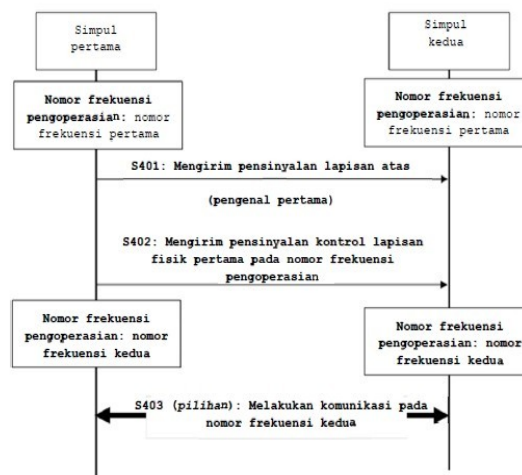 Simpul
pertama
Simpul
kedua
Nomor frekuensi
pengoperasian: nomor
frekuensi pertama
Nomor frekuensi
pengoperasian: nomor
frekuensi pertama
S401: Mengirim pensinyalan lapisan atas
(pengenal pertama)
S402: Mengirim pensinyalan kontrol lapisan
fisik pertama pada nomor frekuensi
pengoperasian
Nomor frekuensi
pengoperasian: nomor
frekuensi kedua
Nomor frekuensi
pengoperasian: nomor
frekuensi kedua
S403 (pilihan): Melakukan komunikasi pada
nomor frekuensi kedua